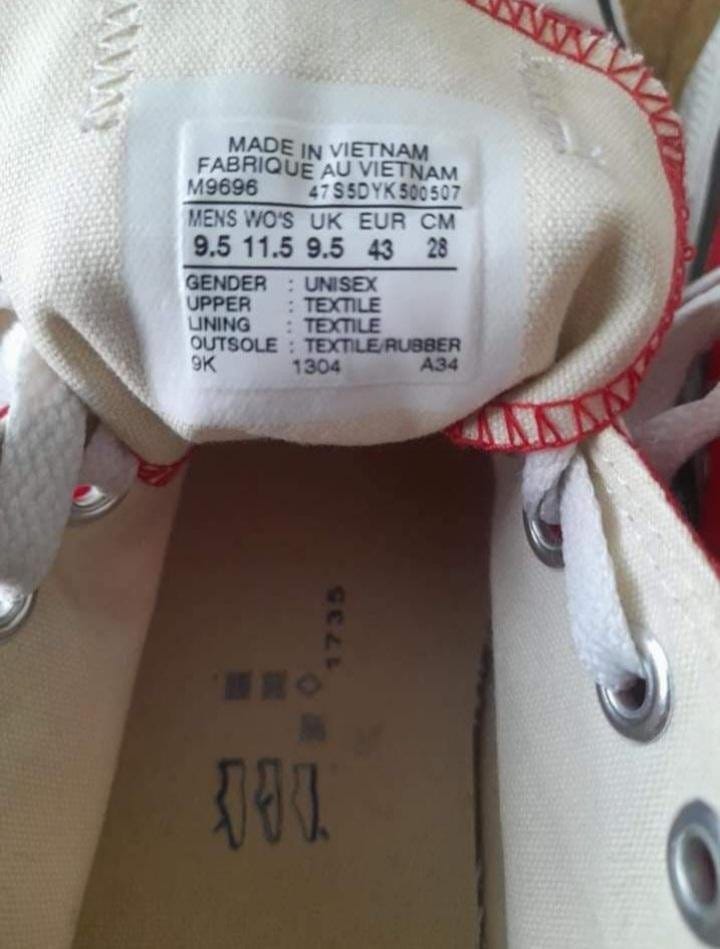 MADE IN VIETNAM
FABRIQUE AU VIETNAM
M9696 47S5DYK500507
MENS WO'S UK EUR CM
9.5 11.5 9.5 43 28
GENDER : UNISEX
UPPER : TEXTILE
LINING : TEXTILE
OUTSOLE : TEXTILE/RUBBER
9K 1304 A34
1735